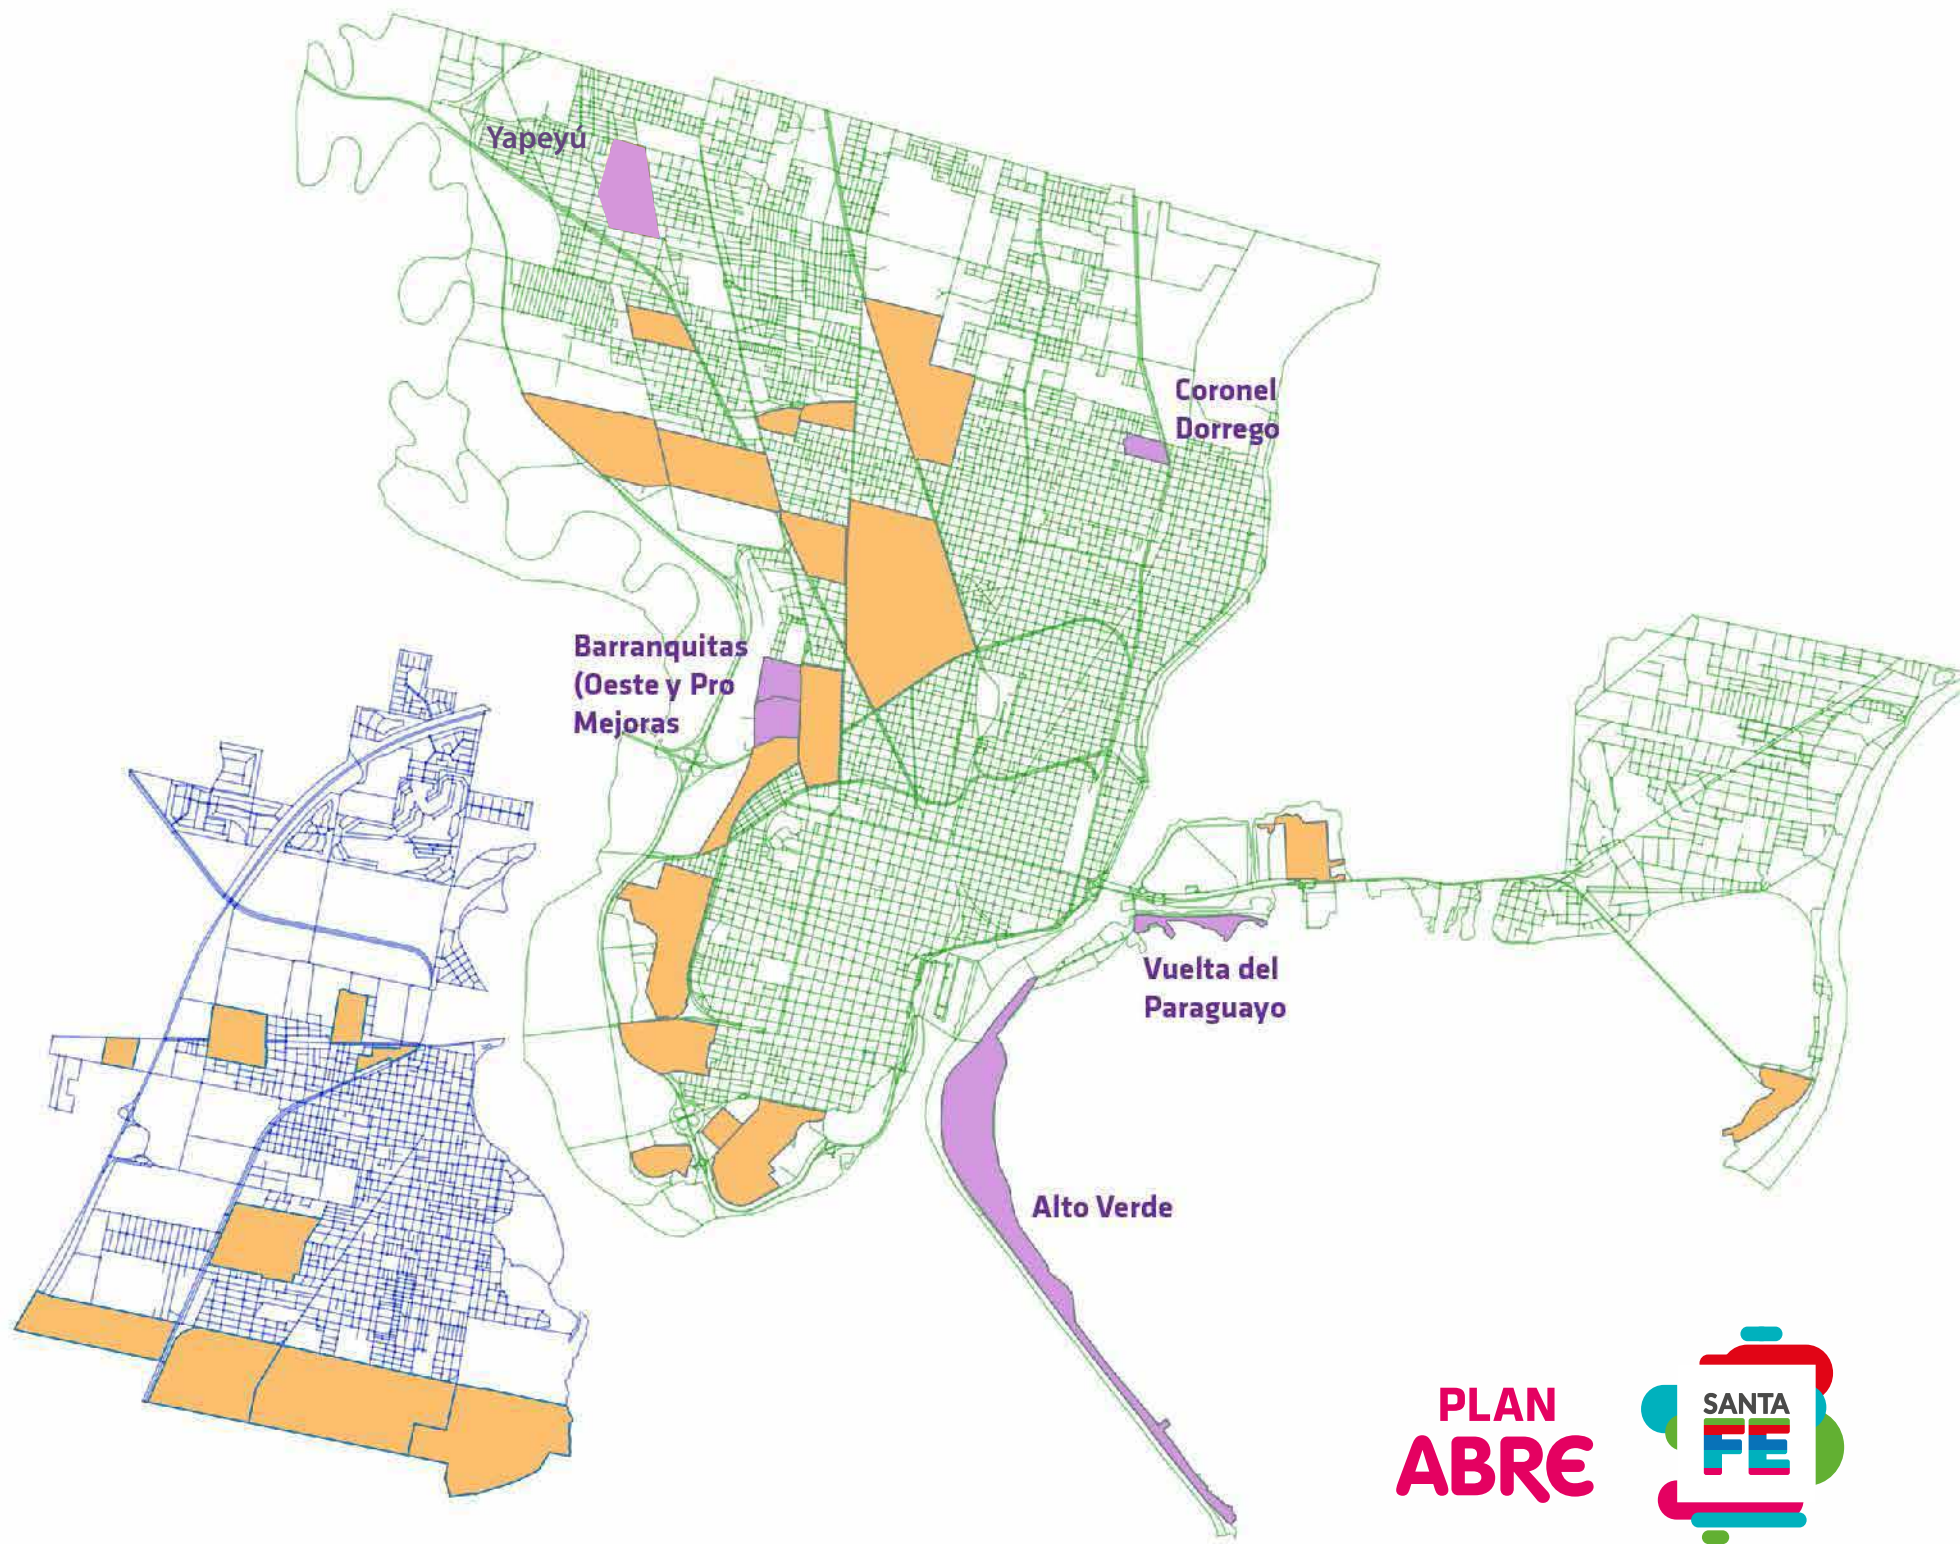 Yapeyú
Coronel
Dorrego
Barranquitas
(Oeste y Pro
Mejoras
Vuelta del
Paraguayo
Alto Verde
PLAN
ABRE
SANTA
FE